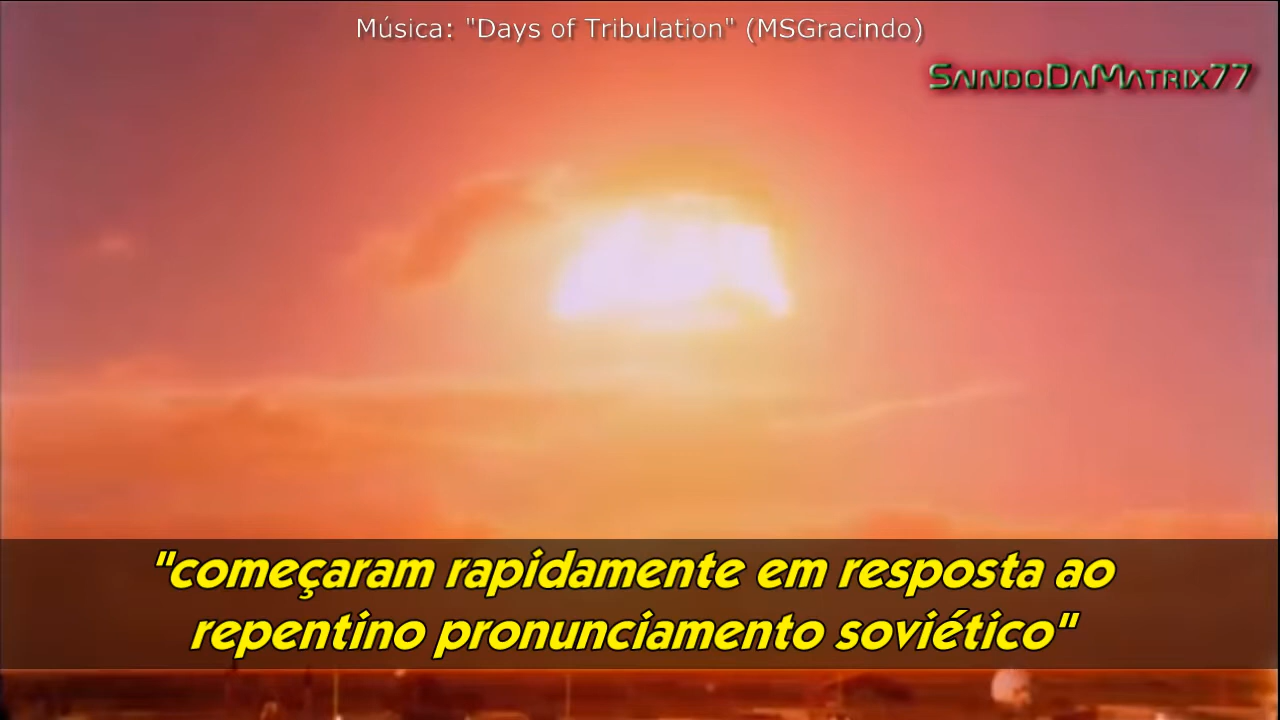 Música: "Days of Tribulation" (MSGracindo)
SaindoDaMatrix77
"começaram rapidamente em resposta ao
repentino pronunciamento soviético"